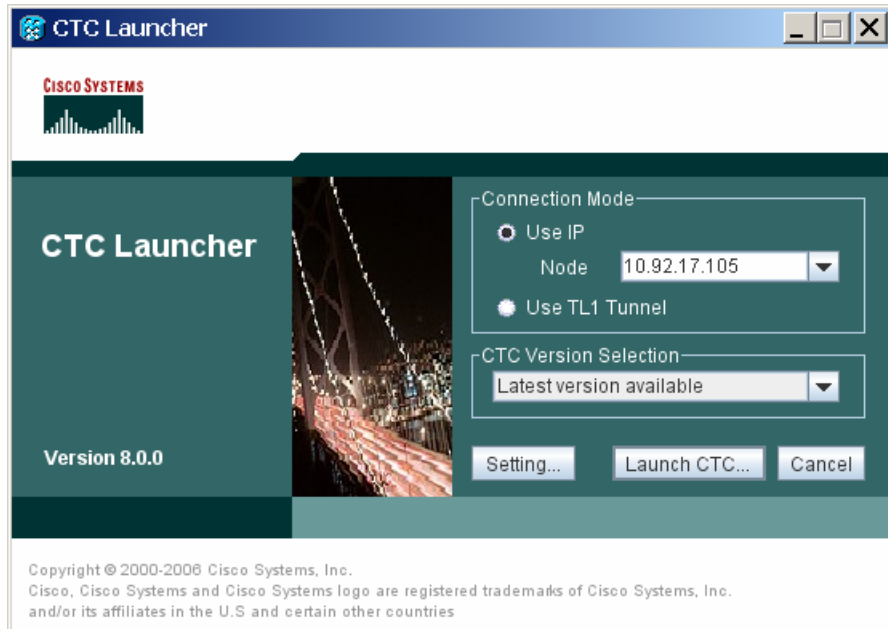 CTC Launcher
CISCO SYSTEMS
CTC Launcher
Version 8.0.0
Connection Mode
Use IP
Node 10.92.17.105
Use TL1 Tunnel
CTC Version Selection
Latest version available
Setting... Launch CTC... Cancel
Copyright © 2000-2006 Cisco Systems, Inc.
Cisco, Cisco Systems and Cisco Systems logo are registered trademarks of Cisco Systems, Inc.
and/or its affiliates in the U.S and certain other countries